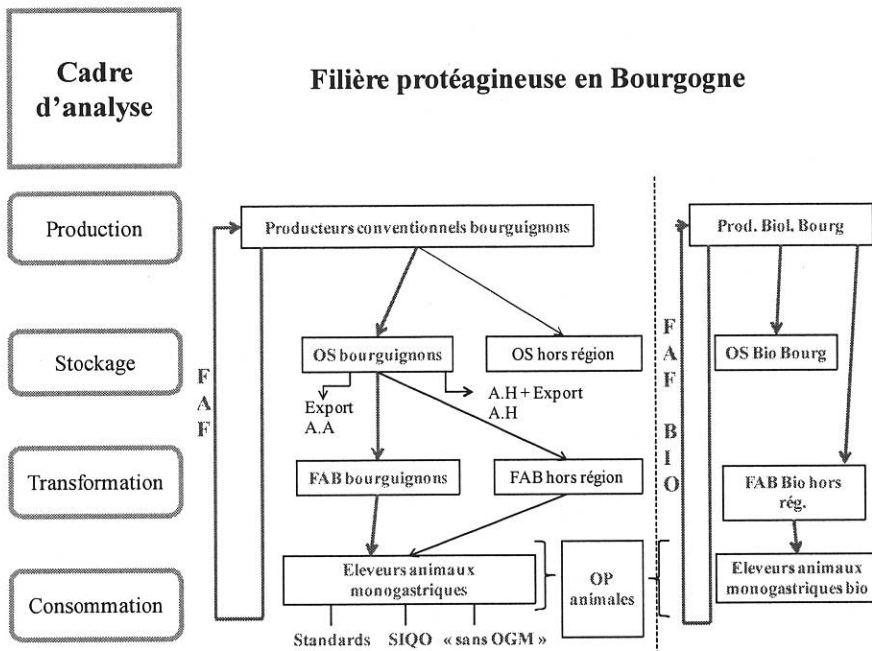 Cadre
d'analyse
Filière protéagineuse en Bourgogne
Production
Producteurs conventionnels bourguignons
Prod. Biol. Bourg
Stockage
OS bourguignons
OS hors région
OS Bio Bourg
Export
A.A
A.H + Export
A.H
F
A
F
F
A
F
B
I
O
Transformation
FAB bourguignons
FAB hors région
FAB Bio hors
rég.
Consommation
Eleveurs animaux
monogastriques
OP
animales
Eleveurs animaux
monogastriques bio
Standards
SIQO
« sans OGM »